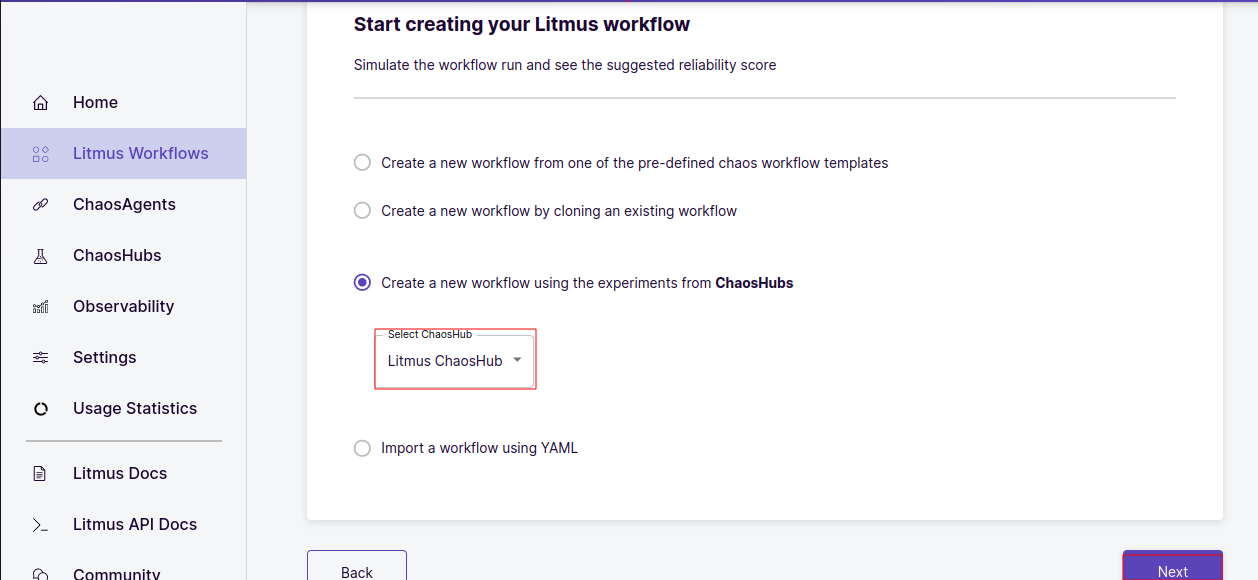 Home
Litmus Workflows
ChaosAgents
ChaosHubs
Observability
Settings
Usage Statistics
Litmus Docs
Litmus API Docs
Community
Start creating your Litmus workflow
Simulate the workflow run and see the suggested reliability score
Create a new workflow from one of the pre-defined chaos workflow templates
Create a new workflow by cloning an existing workflow
Create a new workflow using the experiments from ChaosHubs
Select ChaosHub
Litmus ChaosHub
Import a workflow using YAML
Back
Next